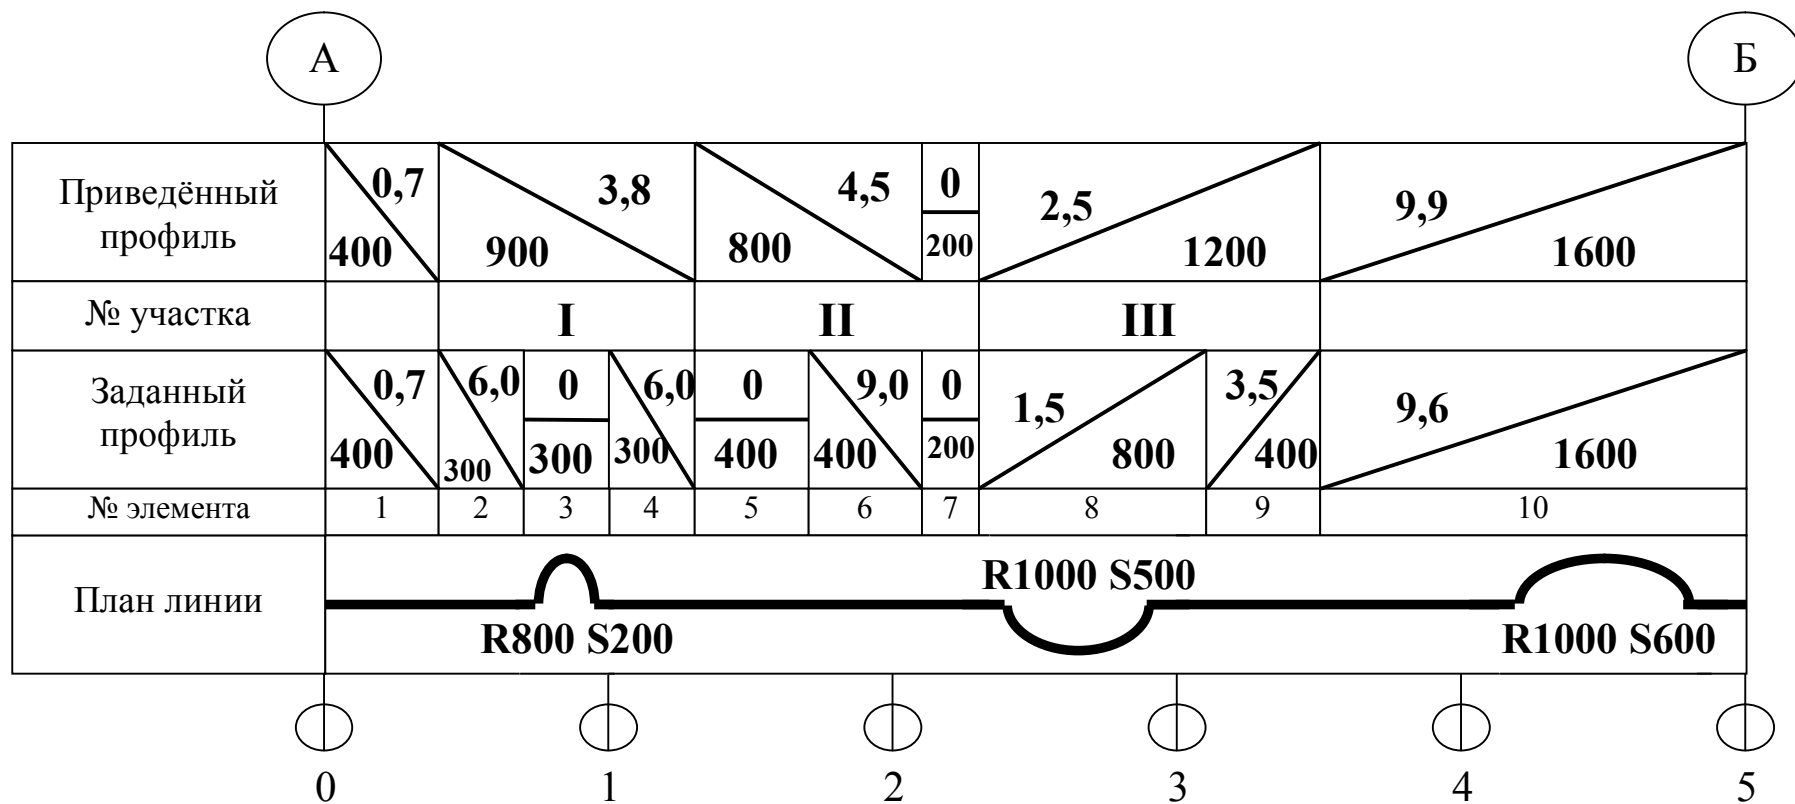 А Б
Приведённый
профиль
0,7 3,8 4,5 0 2,5 9,9
400 900 800 200 1200 1600
№ участка I II III
Заданный
профиль
0,7 6,0 0 6,0 0 9,0 0 1,5 3,5 9,6
400 300 300 300 400 400 200 800 400 1600
№ элемента 1 2 3 4 5 6 7 8 9 10
План линии
R1000 S500
R800 S200 R1000 S600
0 1 2 3 4 5